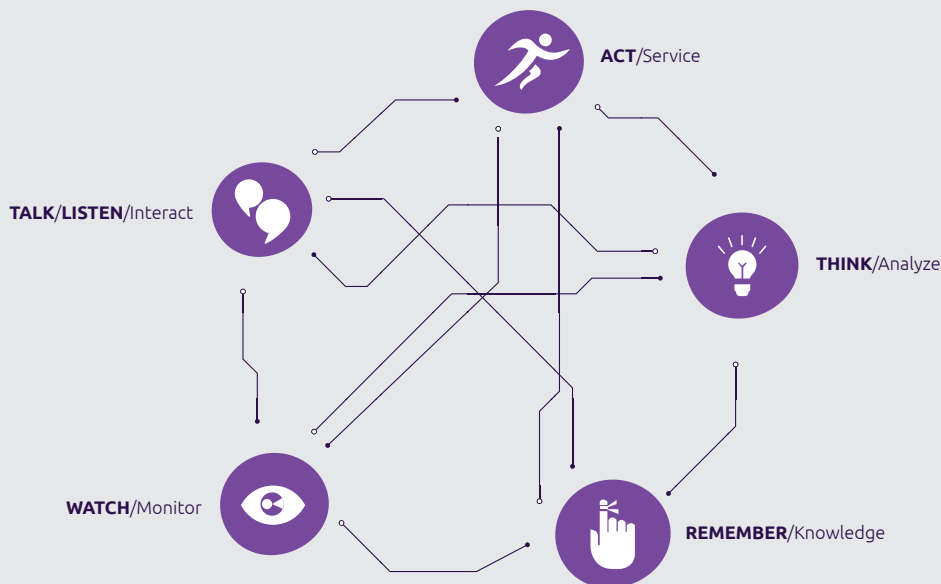 ACT/Service
TALK/LISTEN/Interact
THINK/Analyze
WATCH/Monitor
REMEMBER/Knowledge